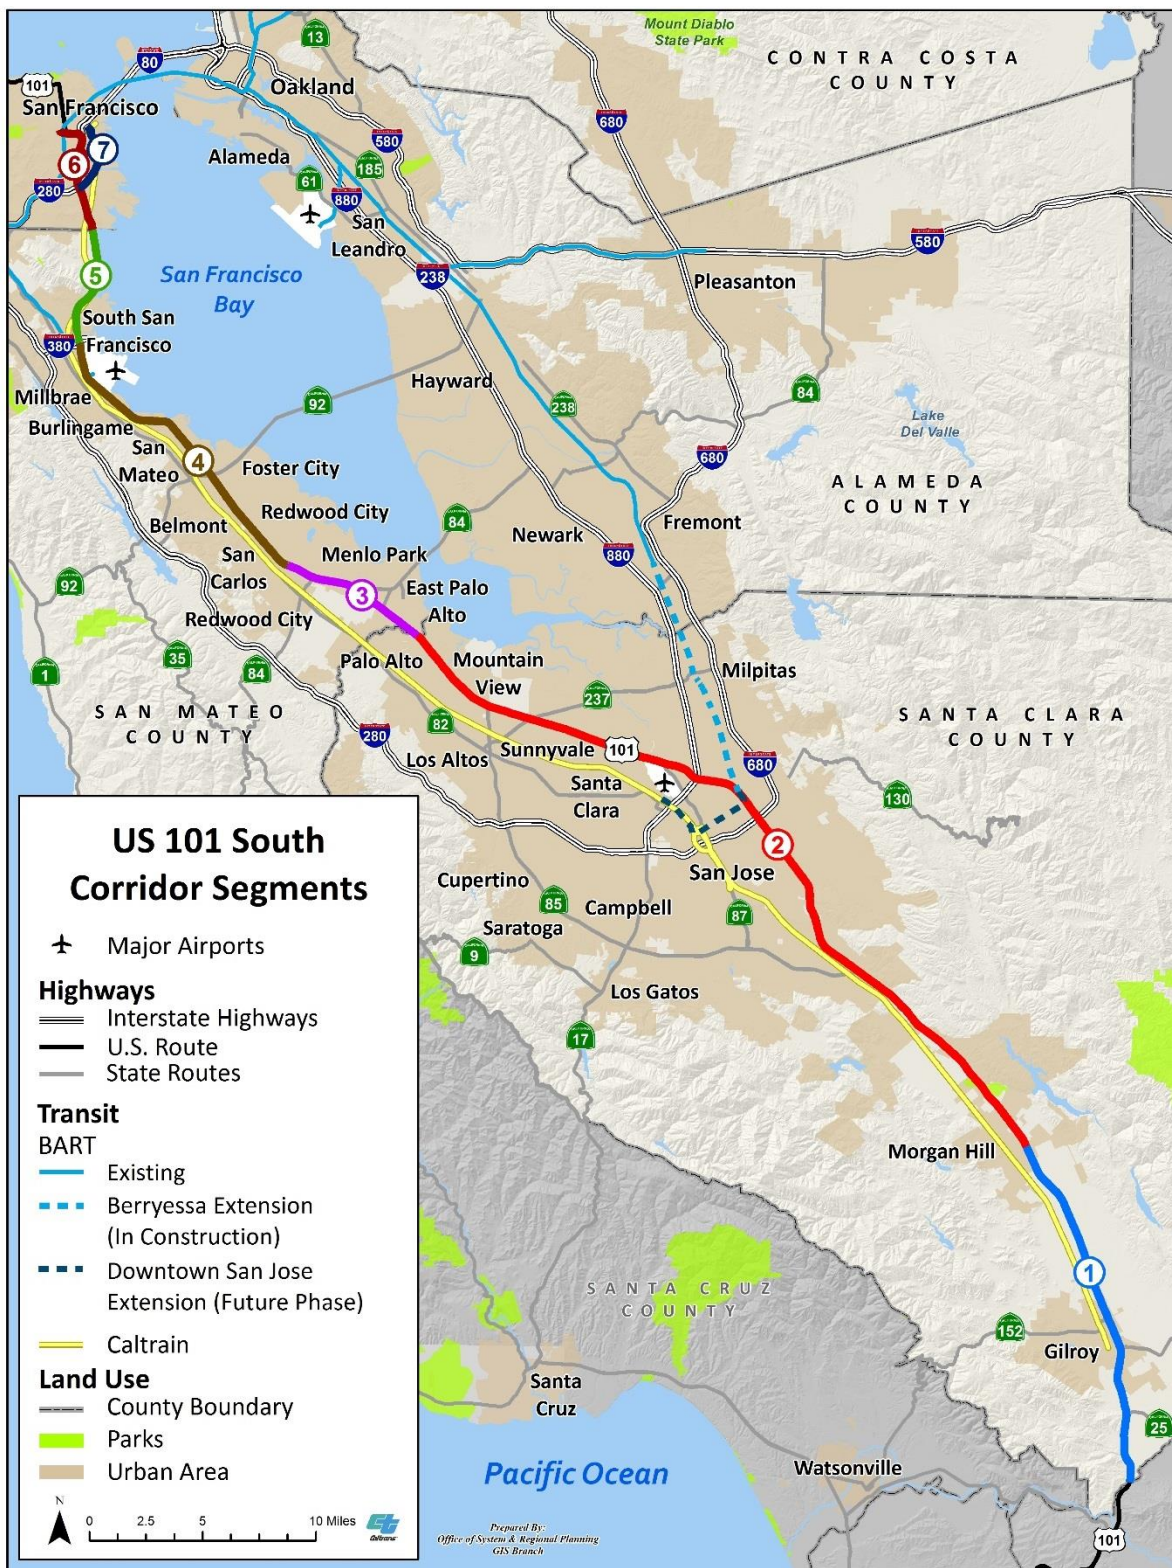 CALIFORNIA
13
Mount Diablo
State Park
CONTRA COSTA
COUNTY
80
101
Oakland
San Francisco
680
580
7
6
Alameda
185
61
280
880
San
Leandro
580
238
5
San Francisco
Bay
Pleasanton
South San
Francisco
380
Hayward
84
Millbrae
92
238
Burlingame
Lake
Del Valle
San
Mateo
4
Foster City
680
ALAMEDA
COUNTY
Redwood City
84
Belmont
Newark
Fremont
Menlo Park
880
San
Carlos
92
3
East Palo
Alto
Redwood City
Palo Alto
Mountain
View
Milpitas
35
84
1
237
SAN MATEO
COUNTY
82
SANTA CLARA
COUNTY
280
Los Altos
Sunnyvale
101
680
Santa
Clara
130
2
San Jose
Cupertino
85
Campbell
87
Saratoga
9
Los Gatos
17
Morgan Hill
1
SANTA CRUZ
COUNTY
152
Gilroy
Santa
Cruz
25
Watsonville
Pacific Ocean
101
US 101 South
Corridor Segments
Major Airports
Highways
Interstate Highways
U.S. Route
State Routes
Transit
BART
Existing
Berryessa Extension
(In Construction)
Downtown San Jose
Extension (Future Phase)
Caltrain
Land Use
County Boundary
Parks
Urban Area
N
0 2.5 5 10 Miles
Caltrans
Prepared By:
Office of System & Regional Planning
GIS Branch